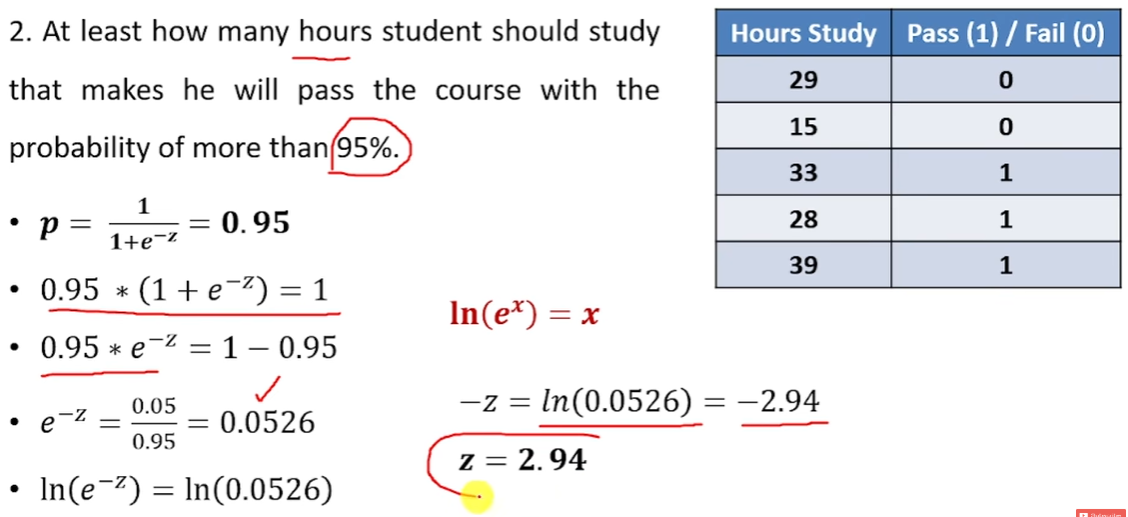 2. At least how many hours student should study
that makes he will pass the course with the
probability of more than 95%.
• p = 1/(1+e^{-z}) = 0.95
• 0.95 * (1 + e^{-z}) = 1
• 0.95 * e^{-z} = 1 − 0.95
• e^{-z} = 0.05/0.95 = 0.0526
• ln(e^{-z}) = ln(0.0526)
ln(e^x) = x
−z = ln(0.0526) = −2.94
z = 2.94
Hours Study Pass (1) / Fail (0)
29 0
15 0
33 1
28 1
39 1